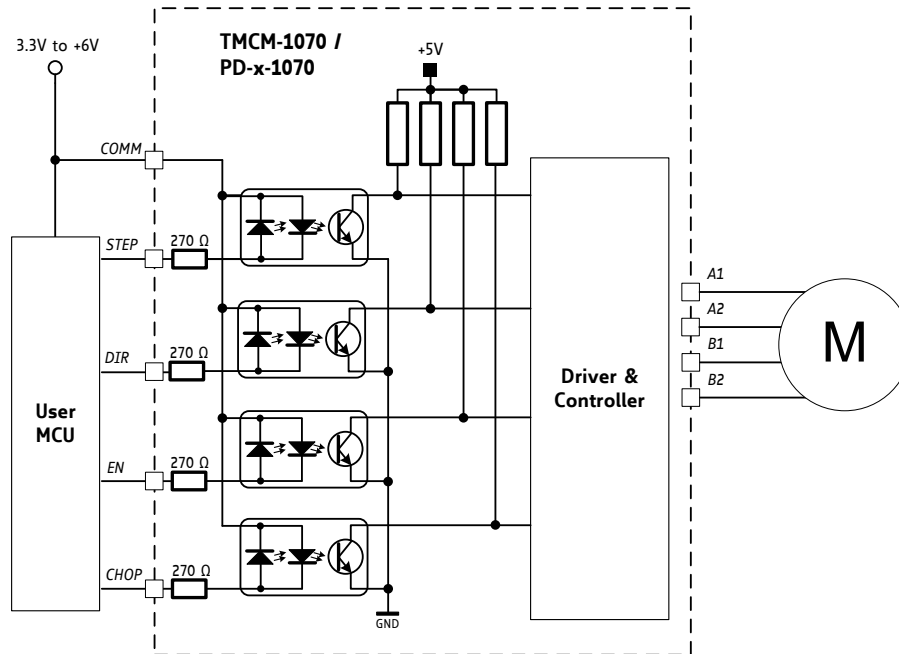 3.3V to +6V
TMCM-1070 /
PD-x-1070
+5V
COMM
STEP
270 Ω
A1
A2
DIR
270 Ω
M
B1
Driver &
Controller
B2
User
MCU
EN
270 Ω
CHOP
270 Ω
GND